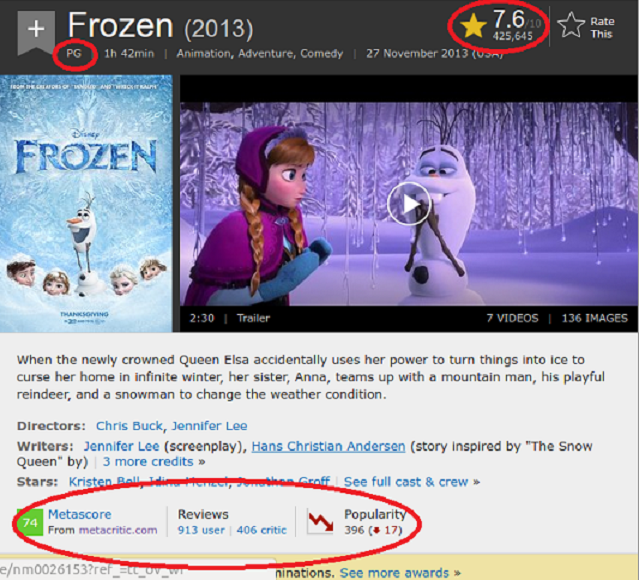 Frozen (2013)
7.6/10
425,645
Rate
This
PG | 1h 42min | Animation, Adventure, Comedy | 27 November 2013 (USA)
FROM THE CREATORS OF "TANGLED" AND "WRECK-IT RALPH"
Disney
FROZEN
THANKSGIVING
2:30 | Trailer
7 VIDEOS | 136 IMAGES
When the newly crowned Queen Elsa accidentally uses her power to turn things into ice to
curse her home in infinite winter, her sister, Anna, teams up with a mountain man, his playful
reindeer, and a snowman to change the weather condition.
Directors: Chris Buck, Jennifer Lee
Writers: Jennifer Lee (screenplay), Hans Christian Andersen (story inspired by "The Snow
Queen" by) | 3 more credits »
Stars: Kristen Bell, Idina Menzel, Jonathan Groff | See full cast & crew »
74
Metascore
From metacritic.com
Reviews
913 user | 406 critic
Popularity
396 (17)
e/nm0026153?ref_=tt_ov_wr
minations. See more awards »